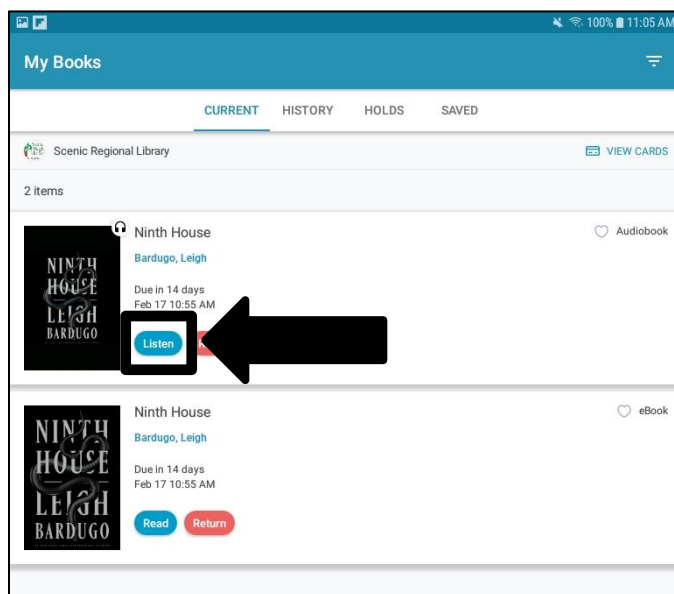 100% 11:05 AM
My Books
CURRENT HISTORY HOLDS SAVED
Scenic Regional Library VIEW CARDS
2 items
NINTH
HOUSE
LEIGH
BARDUGO
Ninth House Audiobook
Bardugo, Leigh
Due in 14 days
Feb 17 10:55 AM
Listen
NINTH
HOUSE
LEIGH
BARDUGO
Ninth House eBook
Bardugo, Leigh
Due in 14 days
Feb 17 10:55 AM
Read Return